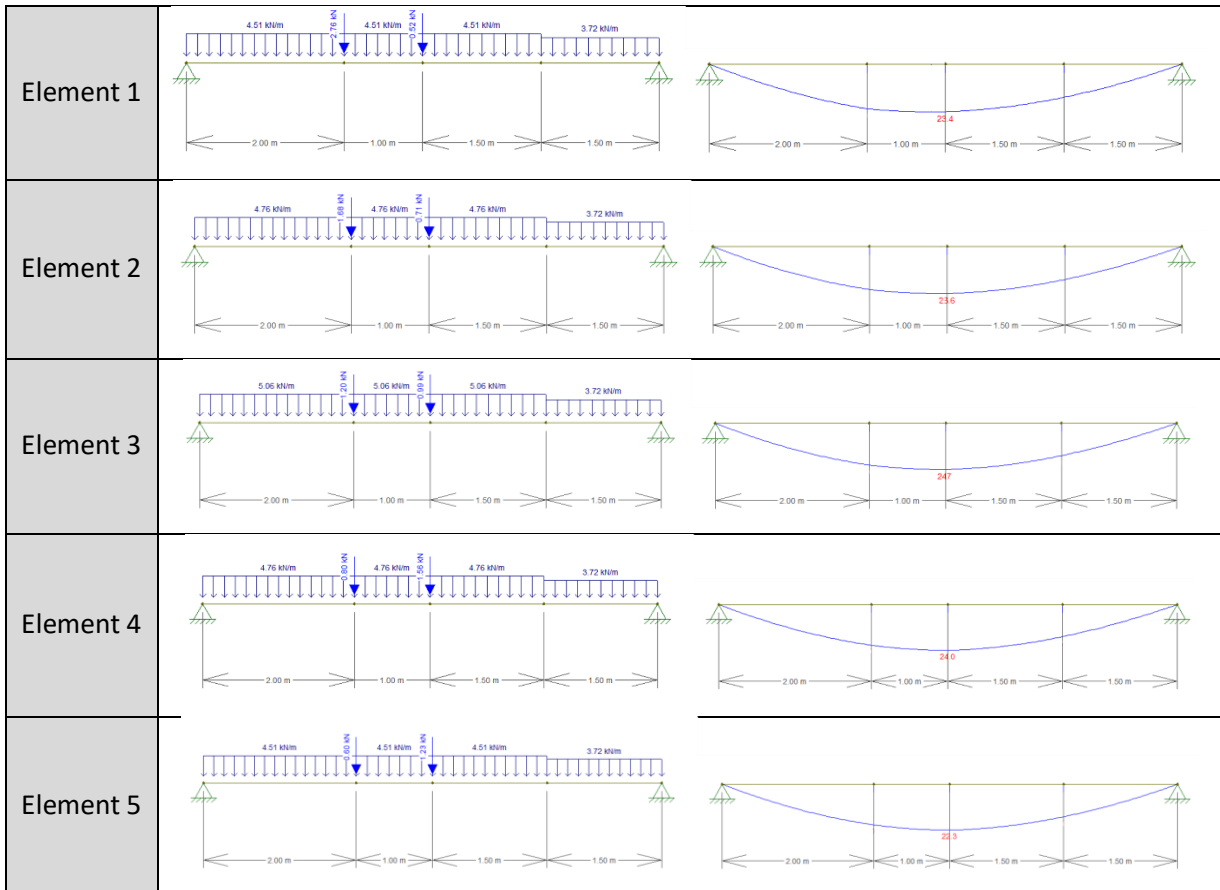 Element 1
4.51 kN/m 2.76 kN 4.51 kN/m 0.52 kN 4.51 kN/m 3.72 kN/m
2.00 m 1.00 m 1.50 m 1.50 m
23.4
2.00 m 1.00 m 1.50 m 1.50 m
Element 2
4.76 kN/m 1.68 kN 4.76 kN/m 0.71 kN 4.76 kN/m 3.72 kN/m
2.00 m 1.00 m 1.50 m 1.50 m
23.6
2.00 m 1.00 m 1.50 m 1.50 m
Element 3
5.06 kN/m 1.20 kN 5.06 kN/m 0.99 kN 5.06 kN/m 3.72 kN/m
2.00 m 1.00 m 1.50 m 1.50 m
247
2.00 m 1.00 m 1.50 m 1.50 m
Element 4
4.76 kN/m 0.80 kN 4.76 kN/m 1.56 kN 4.76 kN/m 3.72 kN/m
2.00 m 1.00 m 1.50 m 1.50 m
24.0
2.00 m 1.00 m 1.50 m 1.50 m
Element 5
4.51 kN/m 0.60 kN 4.51 kN/m 1.23 kN 4.51 kN/m 3.72 kN/m
2.00 m 1.00 m 1.50 m 1.50 m
22.3
2.00 m 1.00 m 1.50 m 1.50 m